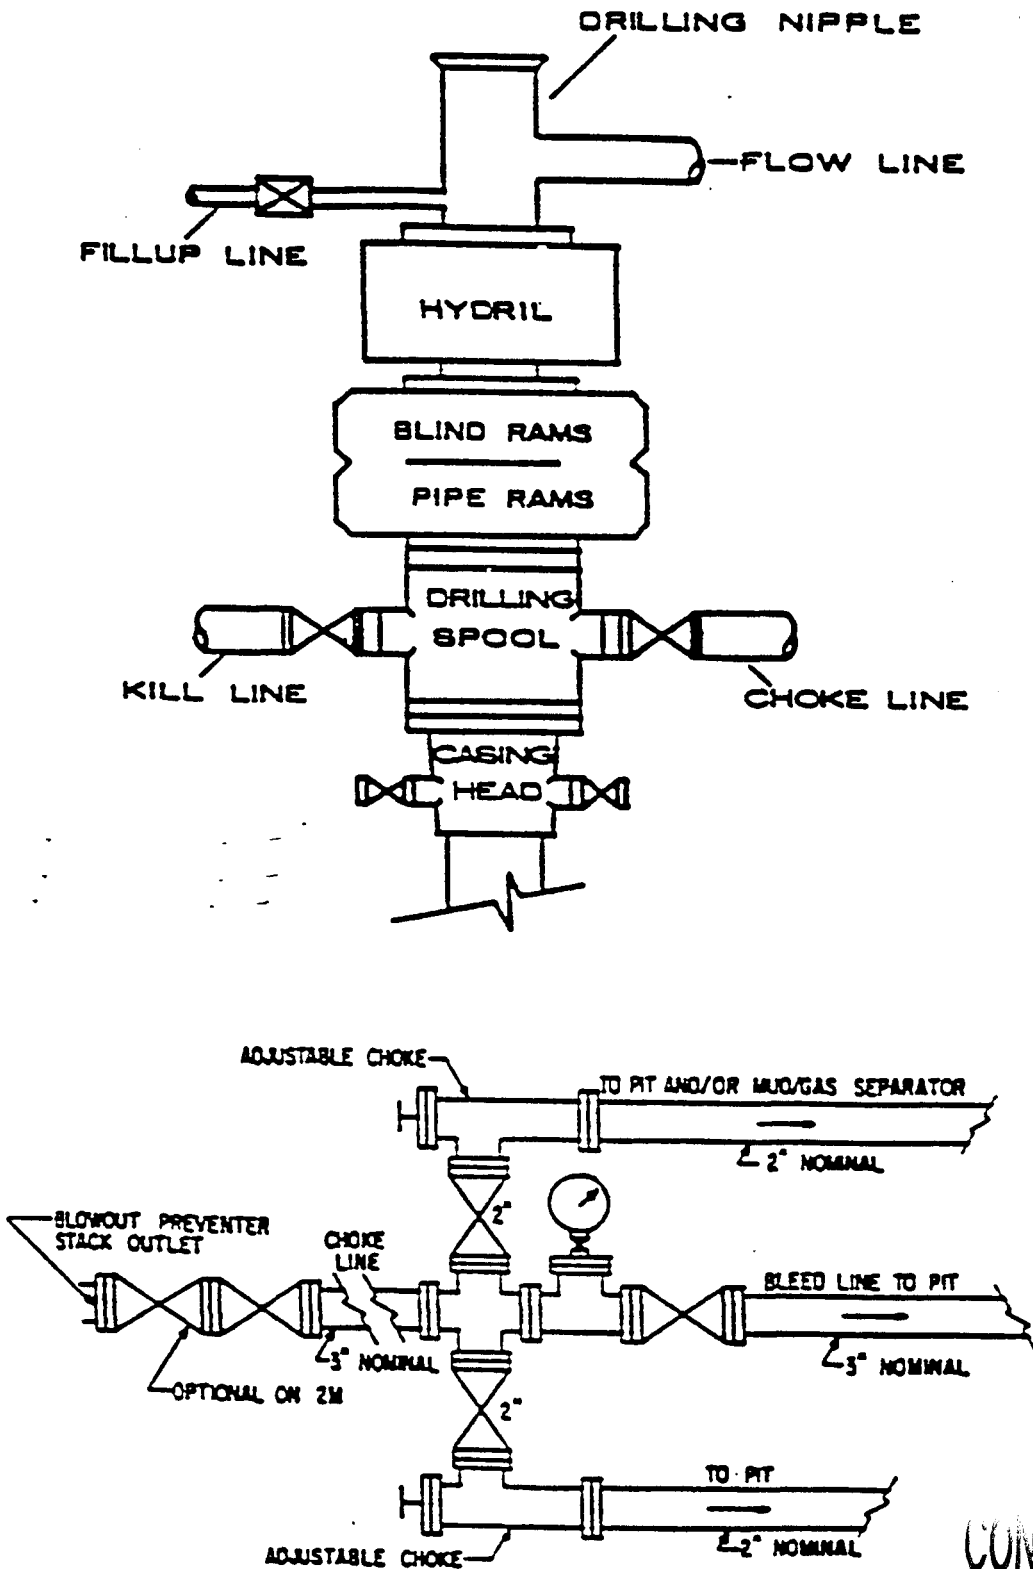 DRILLING NIPPLE
FLOW LINE
FILLUP LINE
HYDRIL
BLIND RAMS
PIPE RAMS
DRILLING
SPOOL
KILL LINE
CHOKE LINE
CASING
HEAD
ADJUSTABLE CHOKE
TO PIT AND/OR MUD/GAS SEPARATOR
2" NOMINAL
2"
BLOWOUT PREVENTER
STACK OUTLET
CHOKE
LINE
BLEED LINE TO PIT
3" NOMINAL
3" NOMINAL
OPTIONAL ON 2M
2"
TO PIT
2" NOMINAL
ADJUSTABLE CHOKE
CON